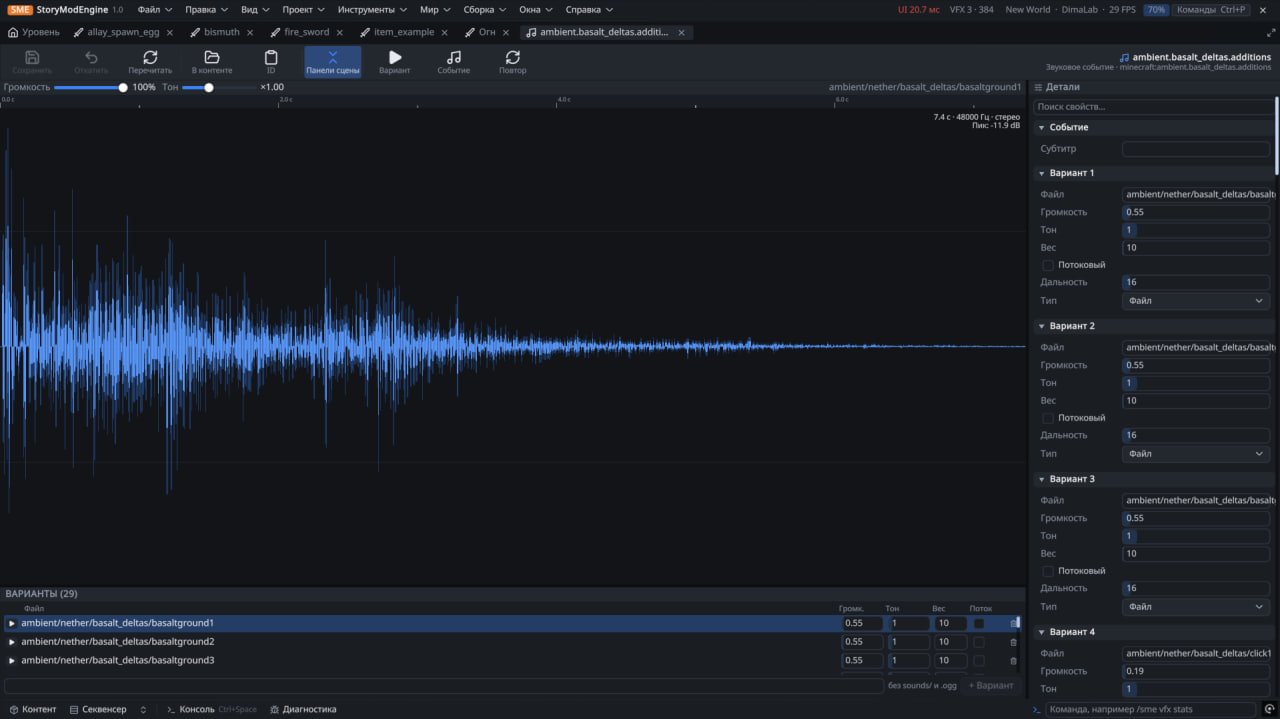 SME StoryModEngine 1.0 Файл Правка Вид Проект Инструменты Мир Сборка Окна Справка UI 20.7 мс VFX 3 · 384 New World · DimaLab · 29 FPS 70% Команды Ctrl+P
Уровень allay_spawn_egg bismuth fire_sword item_example Огн ambient.basalt_deltas.additi...
Сохранить Откатить Перечитать В контенте ID Панели сцены Вариант Событие Повтор
ambient.basalt_deltas.additions
Звуковое событие · minecraft:ambient.basalt_deltas.additions
Громкость 100% Тон ×1.00 ambient/nether/basalt_deltas/basaltground1
0.0 с 2.0 с 4.0 с 6.0 с
7.4 с · 48000 Гц · стерео
Пик: -11.9 dB
Детали
Поиск свойств...
Событие
Субтитр
Вариант 1
Файл ambient/nether/basalt_deltas/basalt
Громкость 0.55
Тон 1
Вес 10
Потоковый
Дальность 16
Тип Файл
Вариант 2
Файл ambient/nether/basalt_deltas/basalt
Громкость 0.55
Тон 1
Вес 10
Потоковый
Дальность 16
Тип Файл
Вариант 3
Файл ambient/nether/basalt_deltas/basalt
Громкость 0.55
Тон 1
Вес 10
Потоковый
Дальность 16
Тип Файл
Вариант 4
Файл ambient/nether/basalt_deltas/click1
Громкость 0.19
Тон 1
ВАРИАНТЫ (29)
Файл Громк. Тон Вес Поток
ambient/nether/basalt_deltas/basaltground1 0.55 1 10
ambient/nether/basalt_deltas/basaltground2 0.55 1 10
ambient/nether/basalt_deltas/basaltground3 0.55 1 10
без sounds/ и .ogg + Вариант
Контент Секвенсер Консоль Ctrl+Space Диагностика Команда, например /sme vfx stats